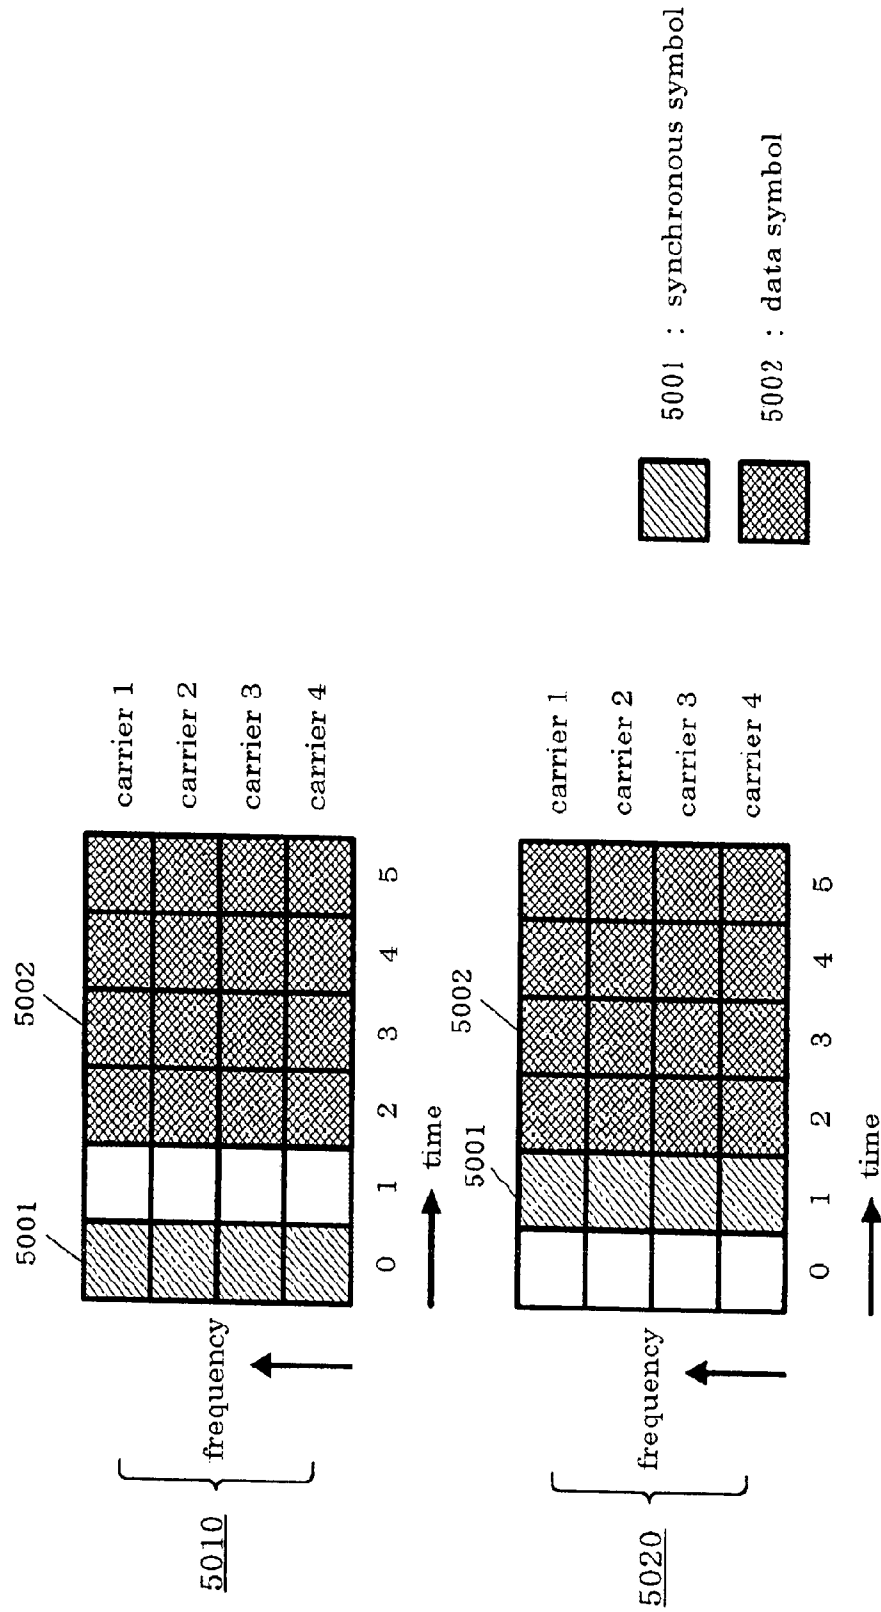 5001
5002
carrier 1
carrier 2
carrier 3
carrier 4
frequency
5010
0 1 2 3 4 5
time
5001
5002
carrier 1
carrier 2
carrier 3
carrier 4
frequency
5020
0 1 2 3 4 5
time
5001 : synchronous symbol
5002 : data symbol